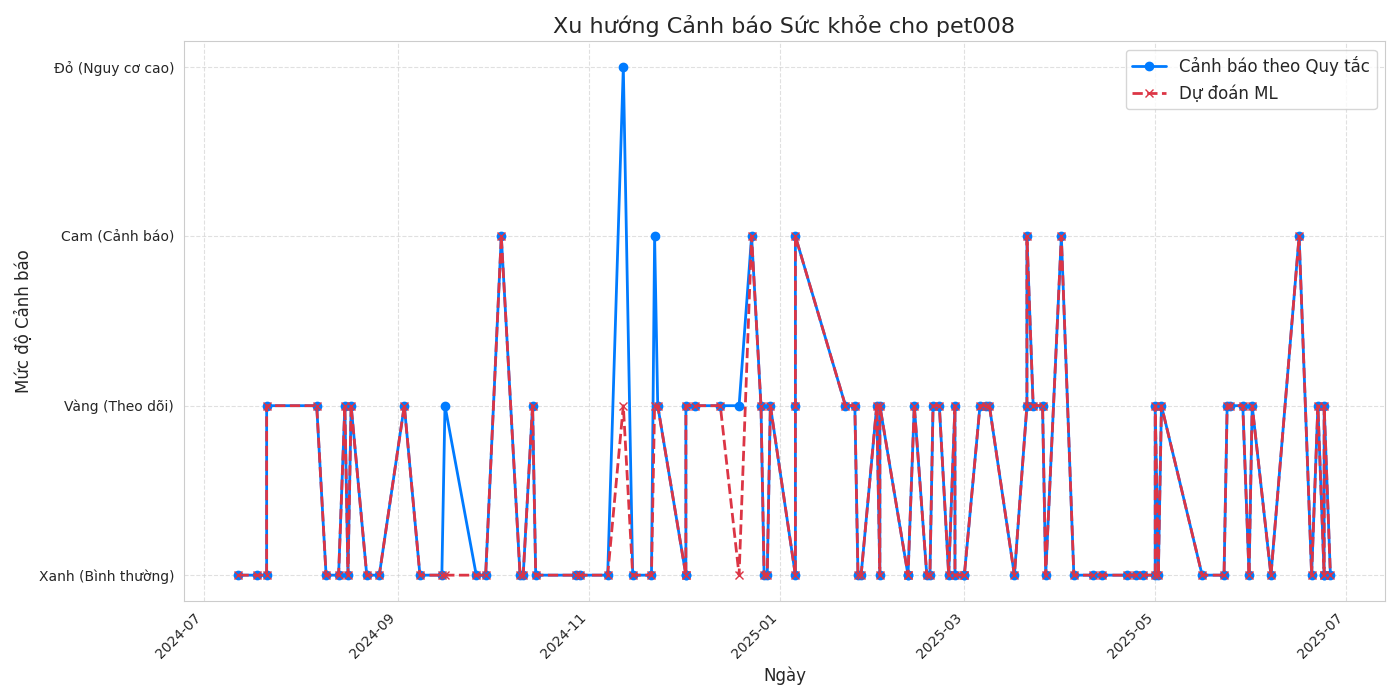 Xu hướng Cảnh báo Sức khỏe cho pet008
Cảnh báo theo Quy tắc
Dự đoán ML
Mức độ Cảnh báo
Đỏ (Nguy cơ cao)
Cam (Cảnh báo)
Vàng (Theo dõi)
Xanh (Bình thường)
2024-07
2024-09
2024-11
2025-01
2025-03
2025-05
2025-07
Ngày